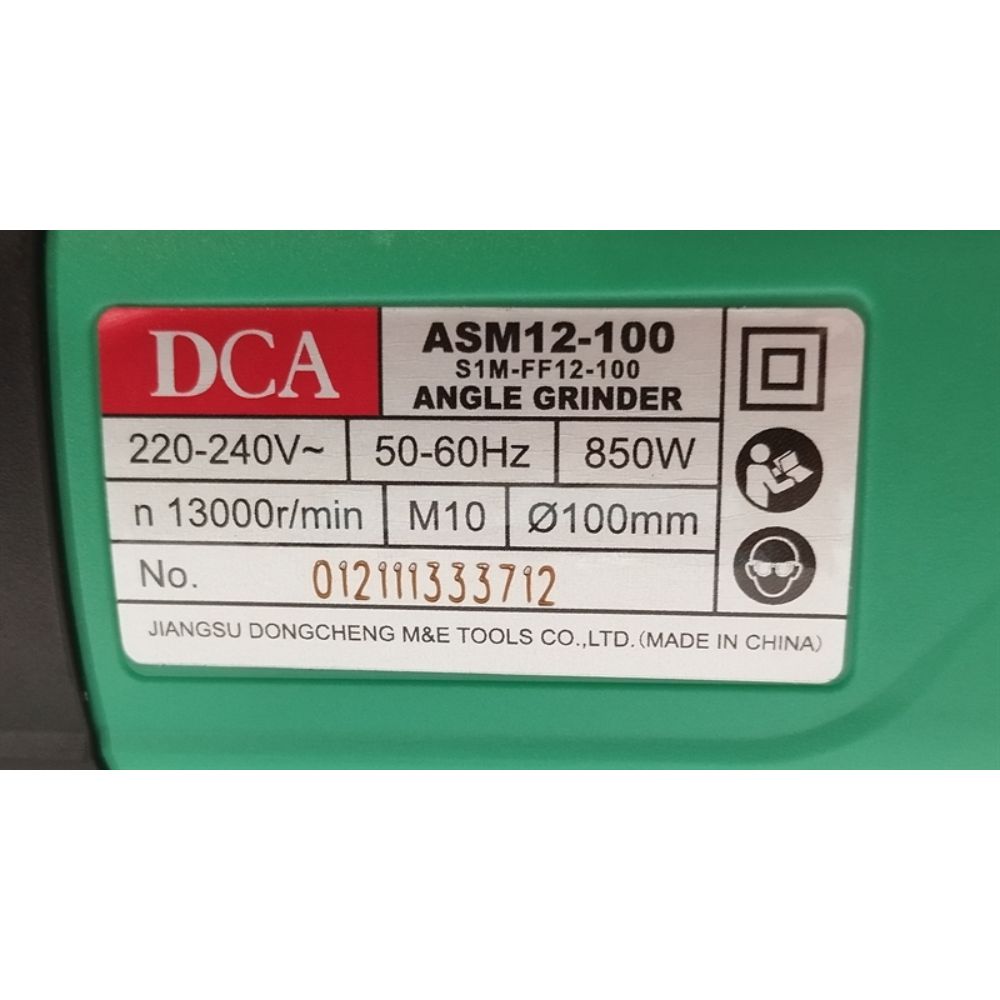 DCA
ASM12-100
S1M-FF12-100
ANGLE GRINDER
220-240V~ 50-60Hz 850W
n 13000r/min M10 Ø100mm
No. 012111333712
JIANGSU DONGCHENG M&E TOOLS CO.,LTD.(MADE IN CHINA)